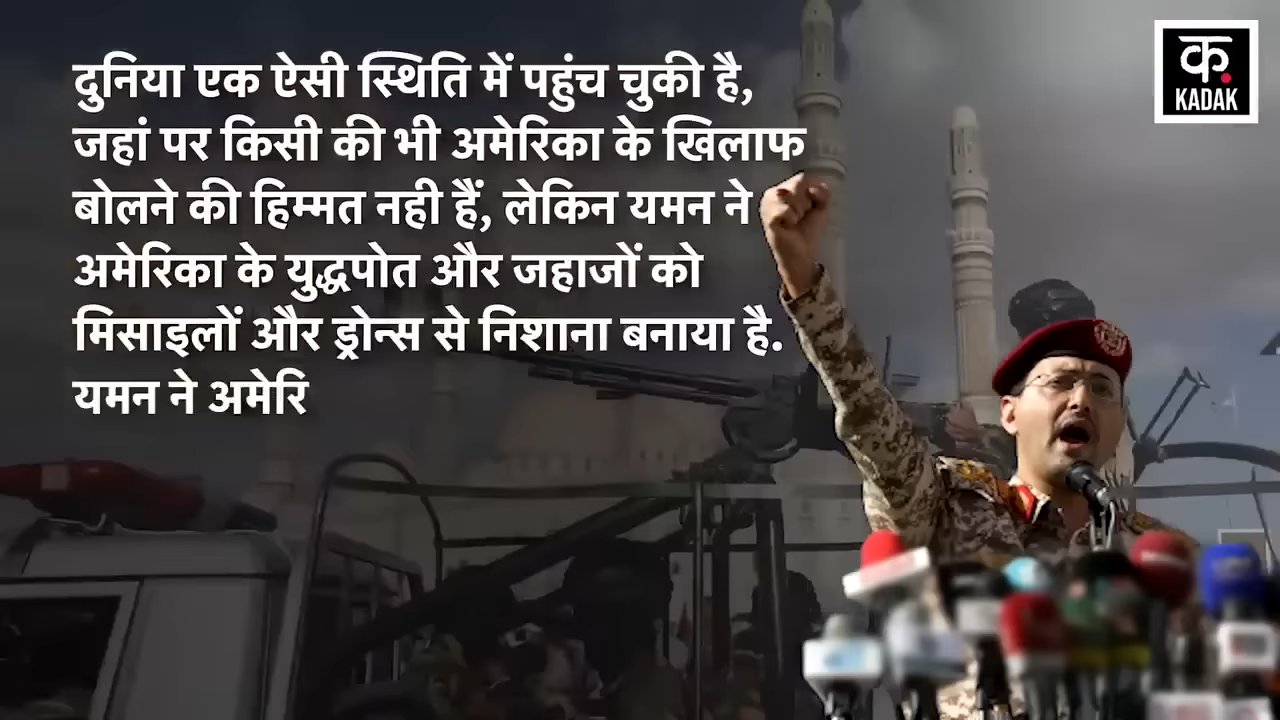 दुनिया एक ऐसी स्थिति में पहुंच चुकी है,
जहां पर किसी की भी अमेरिका के खिलाफ
बोलने की हिम्मत नही हैं, लेकिन यमन ने
अमेरिका के युद्धपोत और जहाजों को
मिसाइलों और ड्रोन्स से निशाना बनाया है.
यमन ने अमेरि
क
KADAK